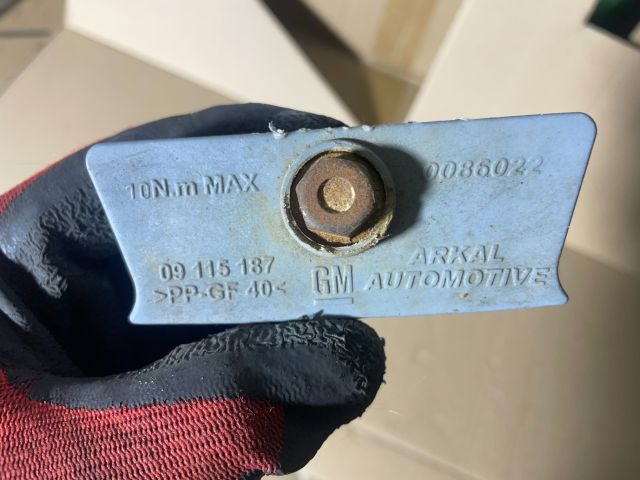 10N.m MAX
0086022
09 115 187
>PP-GF 40<
GM
ARKAL
AUTOMOTIVE